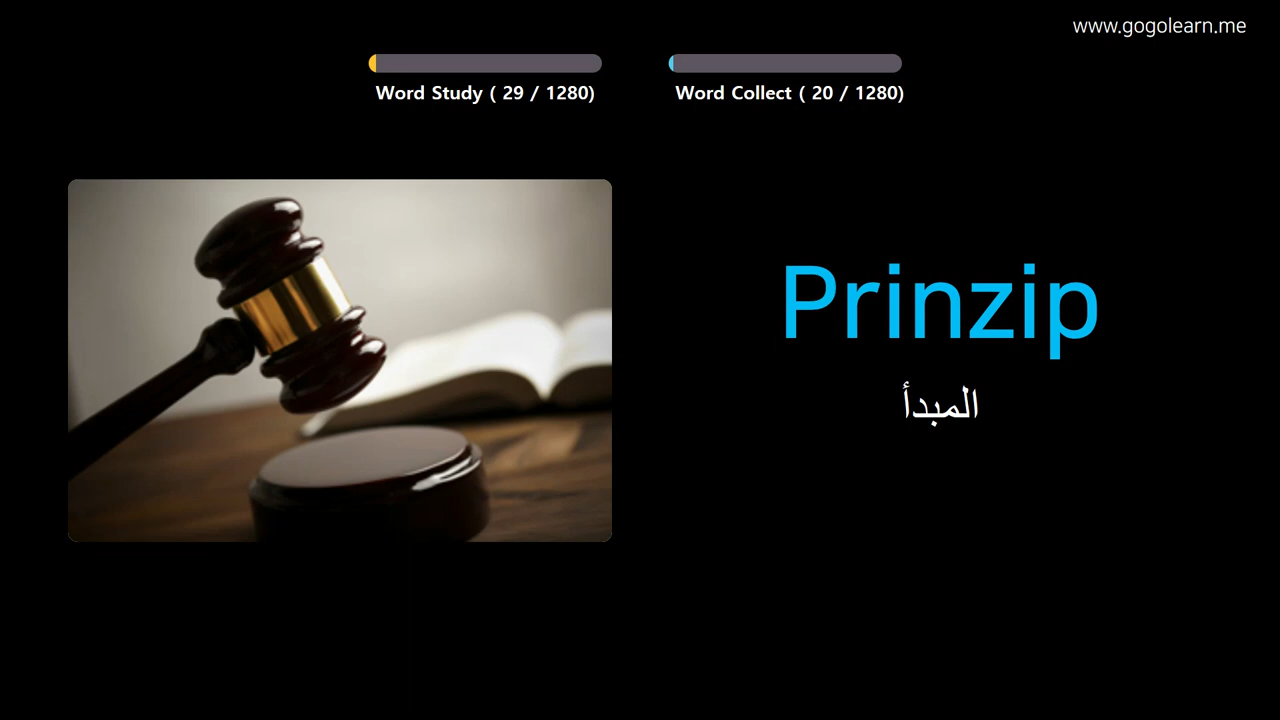 www.gogolearn.me
Word Study ( 29 / 1280)
Word Collect ( 20 / 1280)
Prinzip
المبدأ